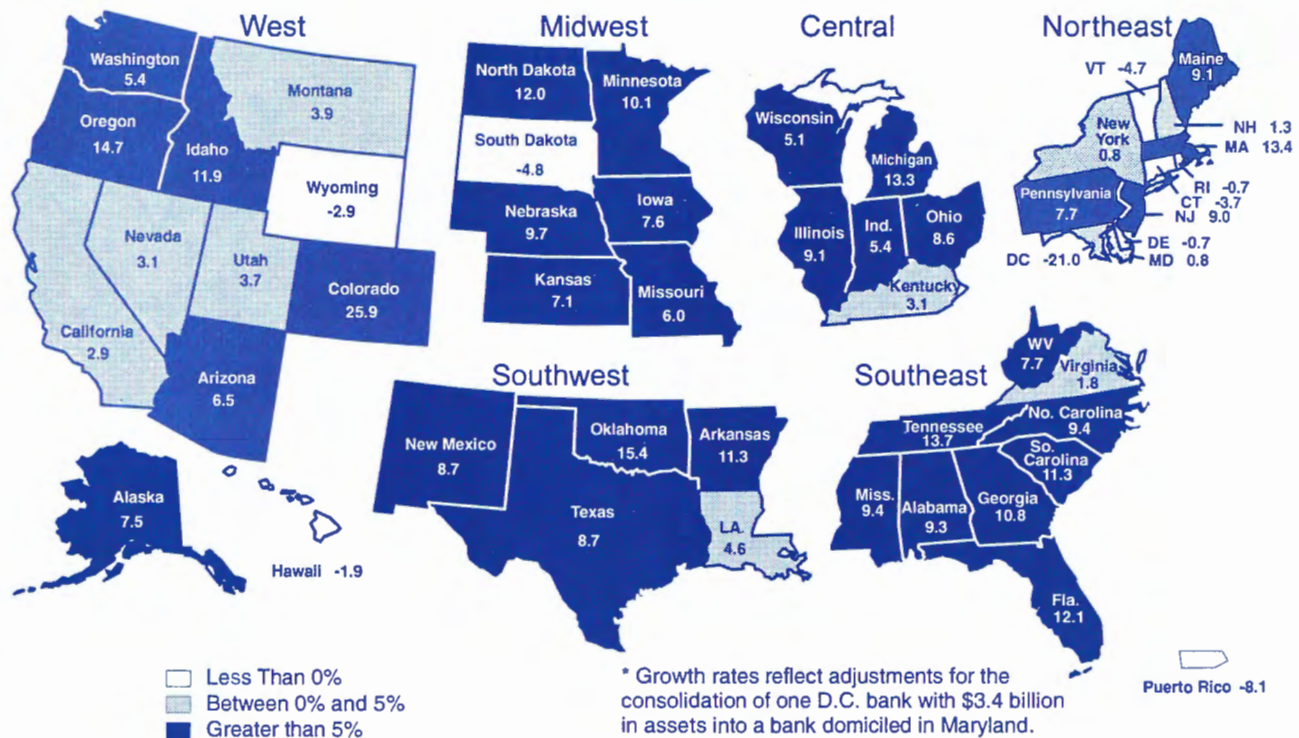 West
Washington
5.4
Montana
3.9
Oregon
14.7
Idaho
11.9
Wyoming
-2.9
Nevada
3.1
Utah
3.7
Colorado
25.9
California
2.9
Arizona
6.5
Alaska
7.5
Hawaii -1.9
Midwest
North Dakota
12.0
Minnesota
10.1
South Dakota
-4.8
Nebraska
9.7
Iowa
7.6
Kansas
7.1
Missouri
6.0
Central
Wisconsin
5.1
Michigan
13.3
Illinois
9.1
Ind.
5.4
Ohio
8.6
Kentucky
3.1
Northeast
VT -4.7
Maine
9.1
New
York
0.8
NH 1.3
MA 13.4
Pennsylvania
7.7
RI -0.7
CT -3.7
NJ 9.0
DE -0.7
DC -21.0
MD 0.8
Southwest
New Mexico
8.7
Oklahoma
15.4
Arkansas
11.3
Texas
8.7
LA.
4.6
Southeast
WV
7.7
Virginia
1.8
Tennessee
13.7
No. Carolina
9.4
So.
Carolina
11.3
Miss.
9.4
Alabama
9.3
Georgia
10.8
Fla.
12.1
Puerto Rico -8.1
Less Than 0%
Between 0% and 5%
Greater than 5%
* Growth rates reflect adjustments for the
consolidation of one D.C. bank with $3.4 billion
in assets into a bank domiciled in Maryland.